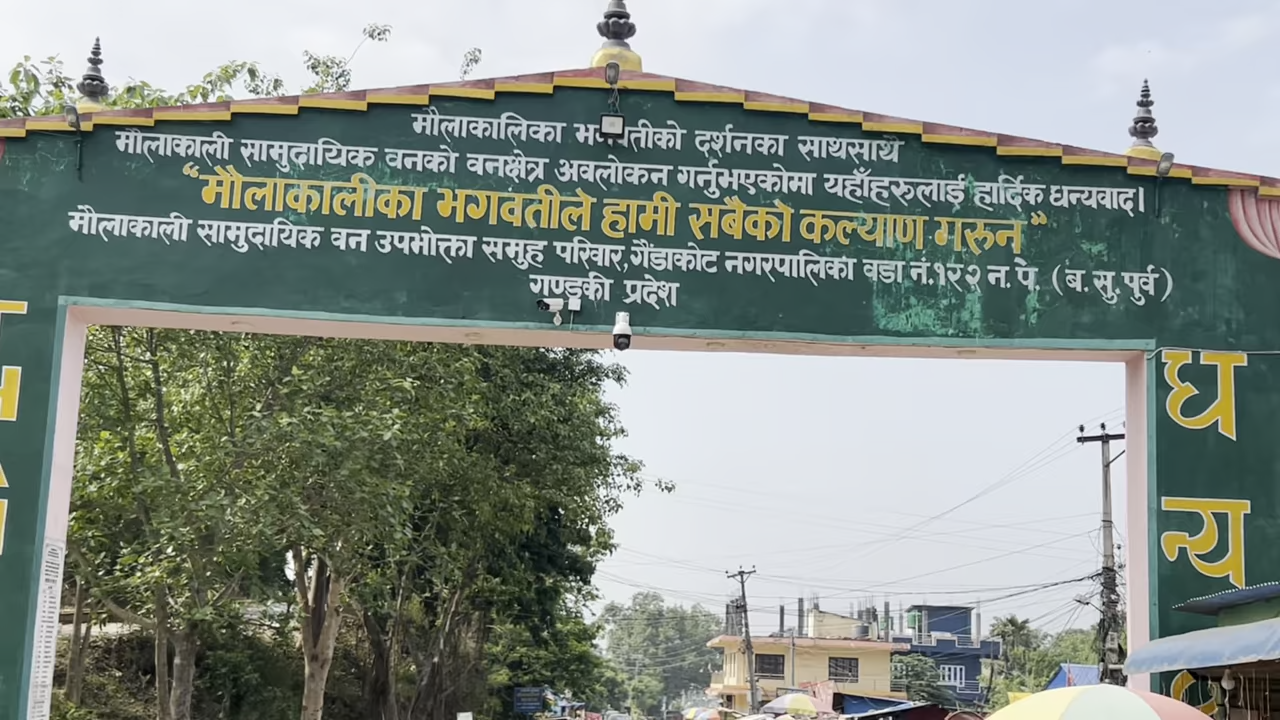 मौलाकालिका भगवतीको दर्शनका साथसाथै
मौलाकाली सामुदायिक वनको वनक्षेत्र अवलोकन गर्नुभएकोमा यहाँहरुलाई हार्दिक धन्यवाद।
“मौलाकालीका भगवतीले हामी सबैको कल्याण गरुन्”
मौलाकाली सामुदायिक वन उपभोक्ता समुह परिवार, गैंडाकोट नगरपालिका वडा नं.१२२ न. पे. (ब. सु. पुर्व)
गण्डकी प्रदेश
ध
न्य